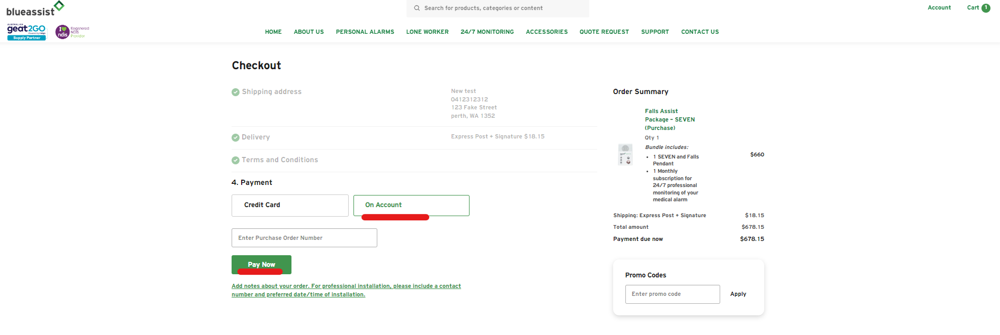 blueassist
Search for products, categories or content
Account
Cart 1
AUSTRALIAN
geat2GO
Supply Partner
I
ndis
Registered
NDIS
Provider
HOME
ABOUT US
PERSONAL ALARMS
LONE WORKER
24/7 MONITORING
ACCESSORIES
QUOTE REQUEST
SUPPORT
CONTACT US
Checkout
Shipping address
New test
0412312312
123 Fake Street
perth, WA 1352
Delivery
Express Post + Signature $18.15
Terms and Conditions
4. Payment
Credit Card
On Account
Enter Purchase Order Number
Pay Now
Add notes about your order. For professional installation, please include a contact
number and preferred date/time of installation.
Order Summary
Falls Assist
Package – SEVEN
(Purchase)
Qty 1
Bundle includes:
• 1 SEVEN and Falls
Pendant
• 1 Monthly
subscription for
24/7 professional
monitoring of your
medical alarm
$660
Shipping: Express Post + Signature $18.15
Total amount $678.15
Payment due now $678.15
Promo Codes
Enter promo code
Apply